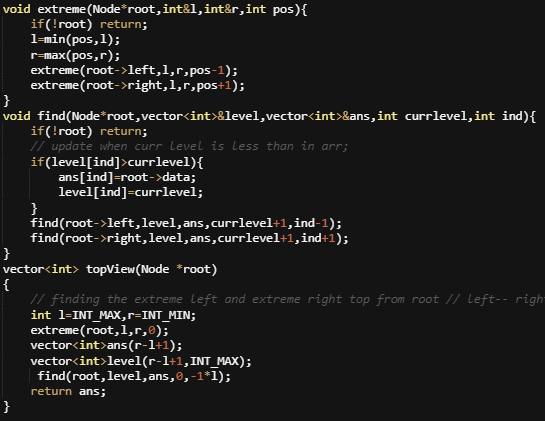 void extreme(Node*root,int&l,int&r,int pos){
    if(!root) return;
    l=min(pos,l);
    r=max(pos,r);
    extreme(root->left,l,r,pos-1);
    extreme(root->right,l,r,pos+1);
}
void find(Node*root,vector<int>&level,vector<int>&ans,int currlevel,int ind){
    if(!root) return;
    // update when curr level is less than in arr;
    if(level[ind]>currlevel){
        ans[ind]=root->data;
        level[ind]=currlevel;
    }
    find(root->left,level,ans,currlevel+1,ind-1);
    find(root->right,level,ans,currlevel+1,ind+1);
}
vector<int> topView(Node *root)
{
    // finding the extreme left and extreme right top from root // left-- righ
    int l=INT_MAX,r=INT_MIN;
    extreme(root,l,r,0);
    vector<int>ans(r-l+1);
    vector<int>level(r-l+1,INT_MAX);
     find(root,level,ans,0,-1*l);
    return ans;
}